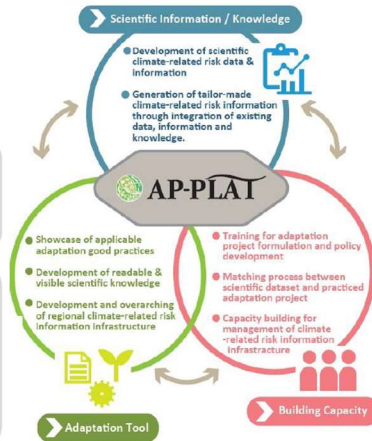 Scientific Information / Knowledge
Development of scientific
climate-related risk data &
information
Generation of tailor-made
climate-related risk information
through integration of existing
data, information and
knowledge.
AP-PLAT
Showcase of applicable
adaptation good practices
Development of readable &
visible scientific knowledge
Development and overarching
of regional climate-related risk
information infrastructure
Training for adaptation
project formulation and policy
development
Matching process between
scientific dataset and practiced
adaptation project
Capacity building for
management of climate
-related risk information
infrastracture
Adaptation Tool
Building Capacity